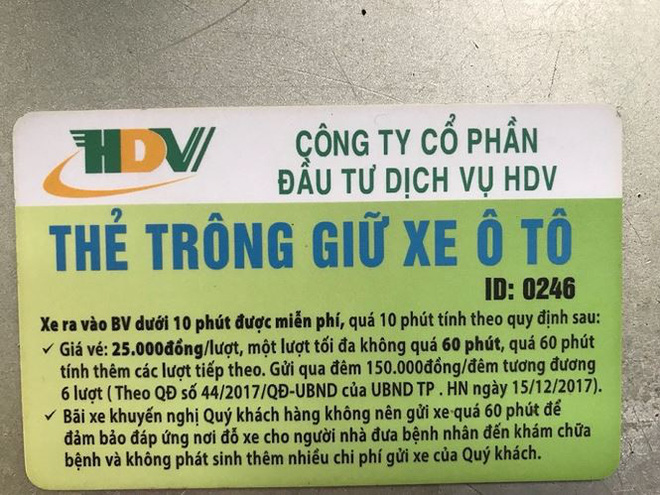 HDV
CÔNG TY CỔ PHẦN
ĐẦU TƯ DỊCH VỤ HDV
THẺ TRÔNG GIỮ XE Ô TÔ
ID: 0246
Xe ra vào BV dưới 10 phút được miễn phí, quá 10 phút tính theo quy định sau:
✓ Giá vé: 25.000đồng/lượt, một lượt tối đa không quá 60 phút, quá 60 phút
tính thêm các lượt tiếp theo. Gửi qua đêm 150.000đồng/đêm tương đương
6 lượt ( Theo QĐ số 44/2017/QĐ-UBND của UBND TP . HN ngày 15/12/2017).
✓ Bãi xe khuyến nghị Quý khách hàng không nên gửi xe quá 60 phút để
đảm bảo đáp ứng nơi đỗ xe cho người nhà đưa bệnh nhân đến khám chữa
bệnh và không phát sinh thêm nhiều chi phí gửi xe của Quý khách.